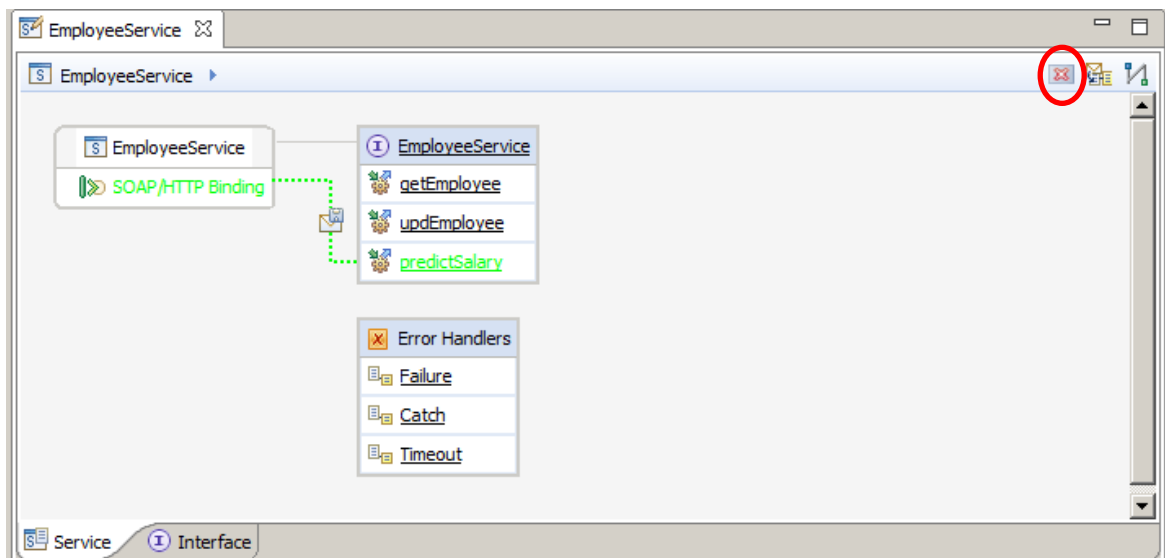 EmployeeService
EmployeeService
EmployeeService
SOAP/HTTP Binding
EmployeeService
getEmployee
updEmployee
predictSalary
Error Handlers
Failure
Catch
Timeout
Service
Interface